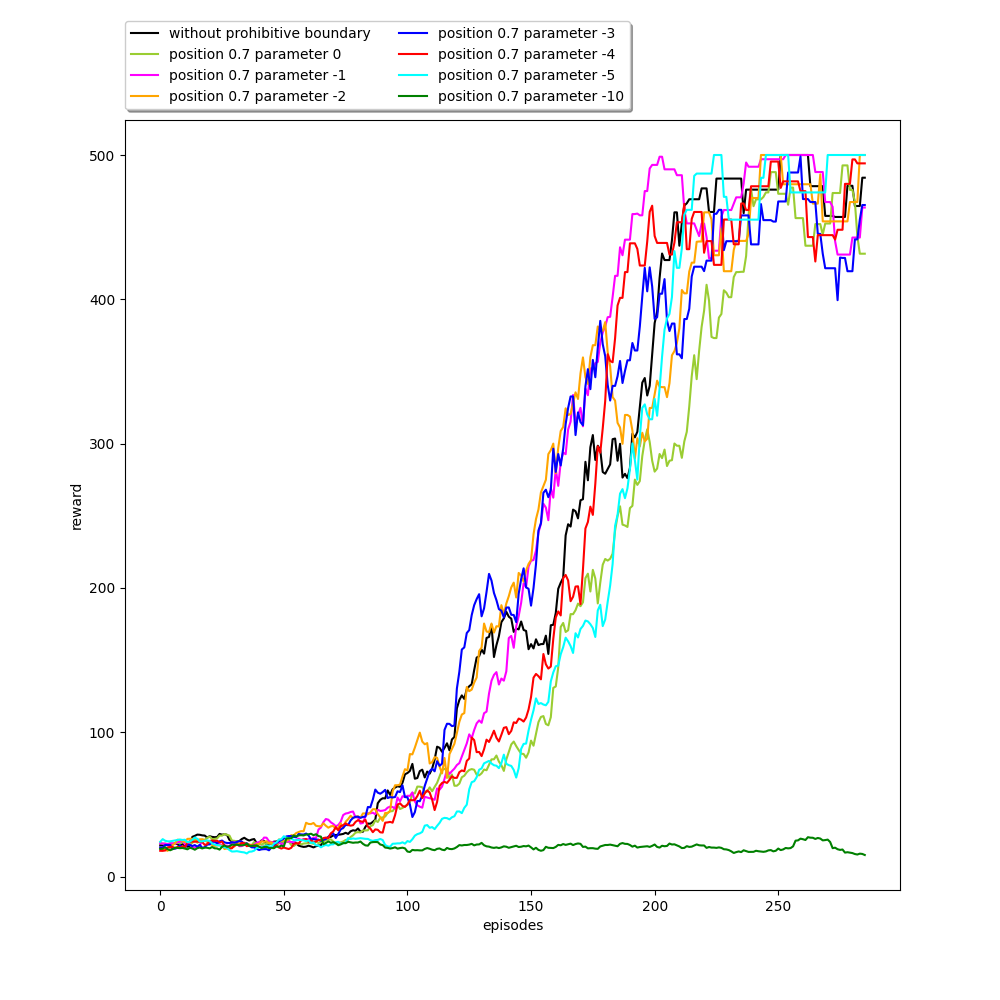 without prohibitive boundary
position 0.7 parameter 0
position 0.7 parameter -1
position 0.7 parameter -2
position 0.7 parameter -3
position 0.7 parameter -4
position 0.7 parameter -5
position 0.7 parameter -10
500
400
300
200
100
0
reward
0 50 100 150 200 250
episodes